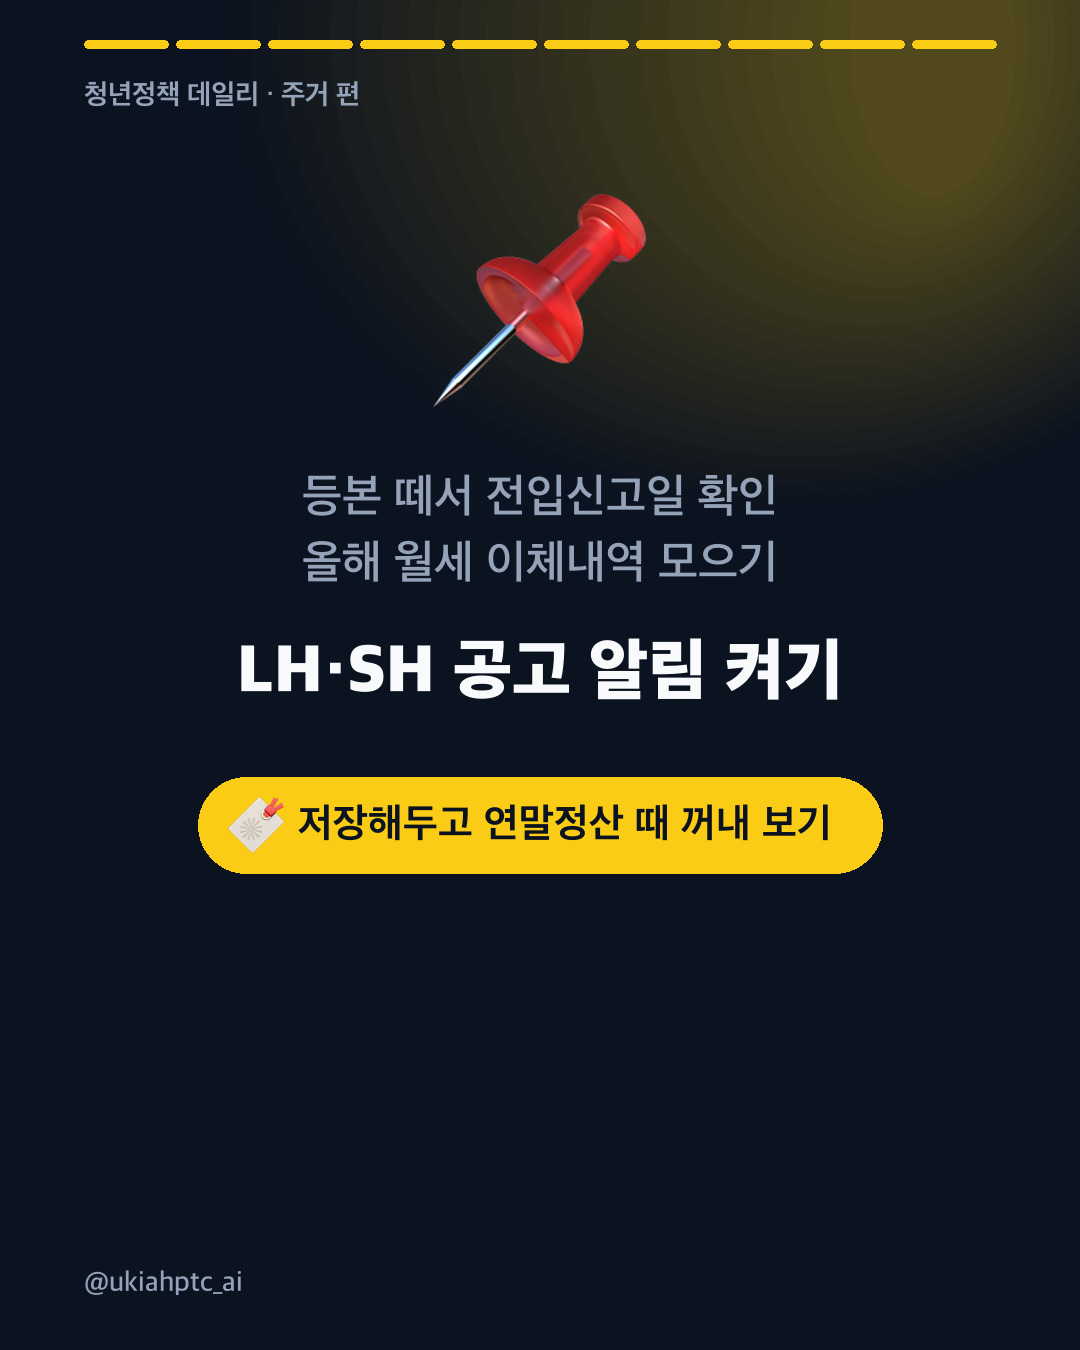 청년정책 데일리 · 주거 편
등본 떼서 전입신고일 확인
올해 월세 이체내역 모으기
LH·SH 공고 알림 켜기
저장해두고 연말정산 때 꺼내 보기
@ukiahptc_ai